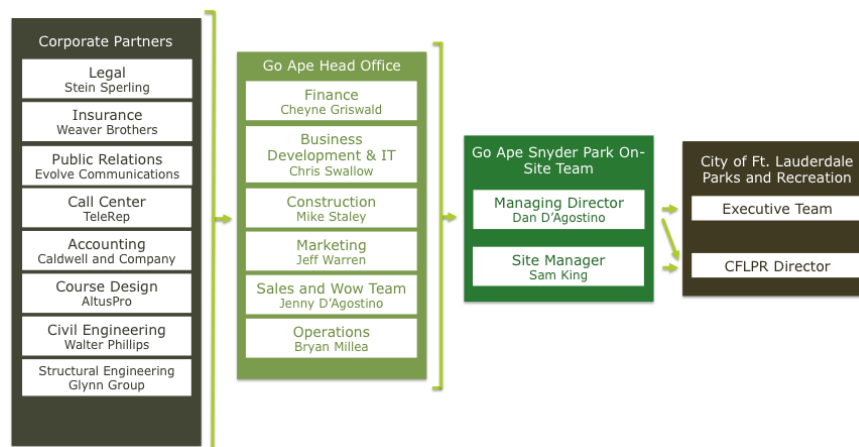 Corporate Partners
Legal
Stein Sperling
Insurance
Weaver Brothers
Public Relations
Evolve Communications
Call Center
TeleRep
Accounting
Caldwell and Company
Course Design
AltusPro
Civil Engineering
Walter Phillips
Structural Engineering
Glynn Group
Go Ape Head Office
Finance
Cheyne Griswald
Business
Development & IT
Chris Swallow
Construction
Mike Staley
Marketing
Jeff Warren
Sales and Wow Team
Jenny D’Agostino
Operations
Bryan Millea
Go Ape Snyder Park On-
Site Team
Managing Director
Dan D’Agostino
Site Manager
Sam King
City of Ft. Lauderdale
Parks and Recreation
Executive Team
CFLPR Director